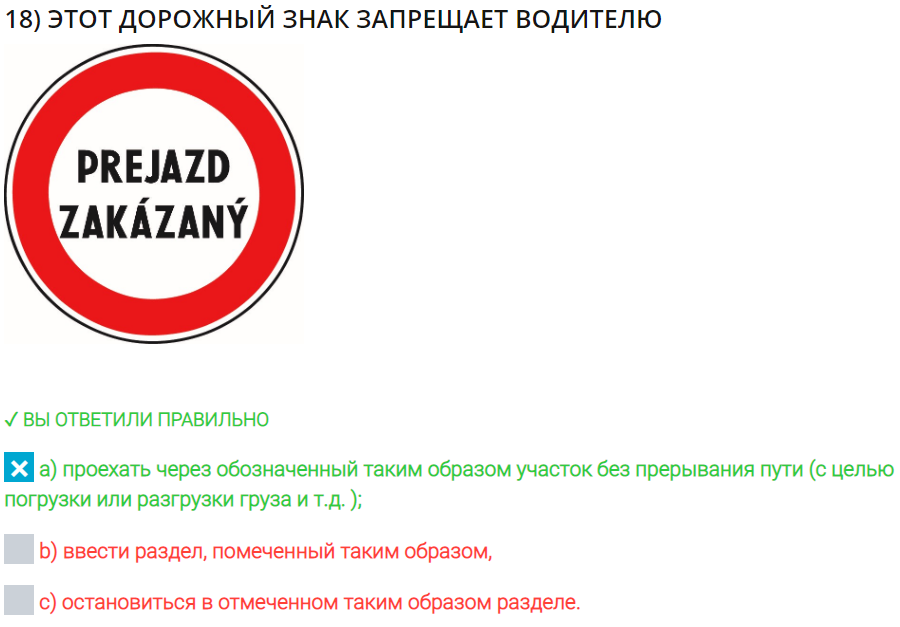 18) ЭТОТ ДОРОЖНЫЙ ЗНАК ЗАПРЕЩАЕТ ВОДИТЕЛЮ
PREJAZD
ZAKÁZANÝ
✓ ВЫ ОТВЕТИЛИ ПРАВИЛЬНО
a) проехать через обозначенный таким образом участок без прерывания пути (с целью
погрузки или разгрузки груза и т.д. );
b) ввести раздел, помеченный таким образом,
c) остановиться в отмеченном таким образом разделе.